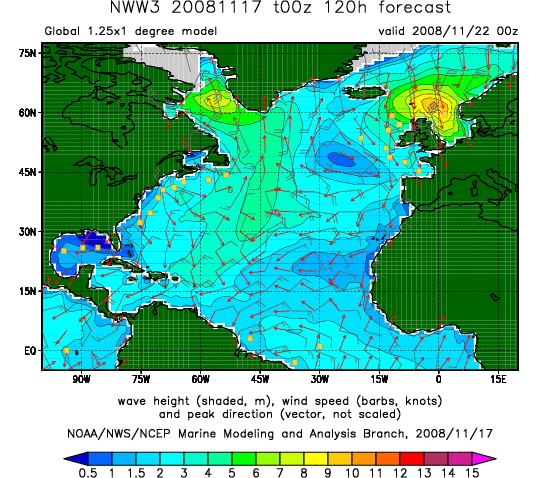 NWW3 20081117 t00z 120h forecast
Global 1.25x1 degree model valid 2008/11/22 00z
75N
60N
45N
30N
15N
EQ
90W 75W 60W 45W 30W 15W 0 15E
wave height (shaded, m), wind speed (barbs, knots)
and peak direction (vector, not scaled)
NOAA/NWS/NCEP Marine Modeling and Analysis Branch, 2008/11/17
0.5 1 1.5 2 3 4 5 6 7 8 9 10 11 12 13 14 15